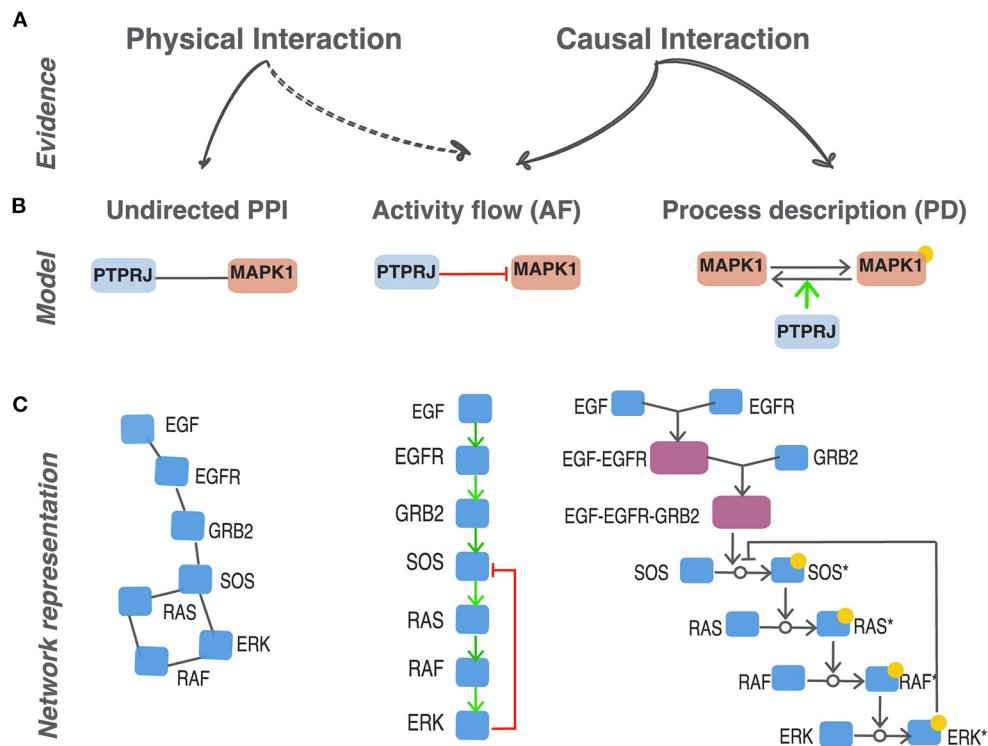 A
Physical Interaction
Causal Interaction
Evidence
B
Undirected PPI
Activity flow (AF)
Process description (PD)
Model
PTPRJ
MAPK1
PTPRJ
MAPK1
MAPK1
MAPK1
PTPRJ
C
Network representation
EGF
EGFR
GRB2
SOS
RAS
ERK
RAF
EGF
EGFR
GRB2
SOS
RAS
RAF
ERK
EGF
EGFR
EGF-EGFR
GRB2
EGF-EGFR-GRB2
SOS
SOS*
RAS
RAS*
RAF
RAF*
ERK
ERK*